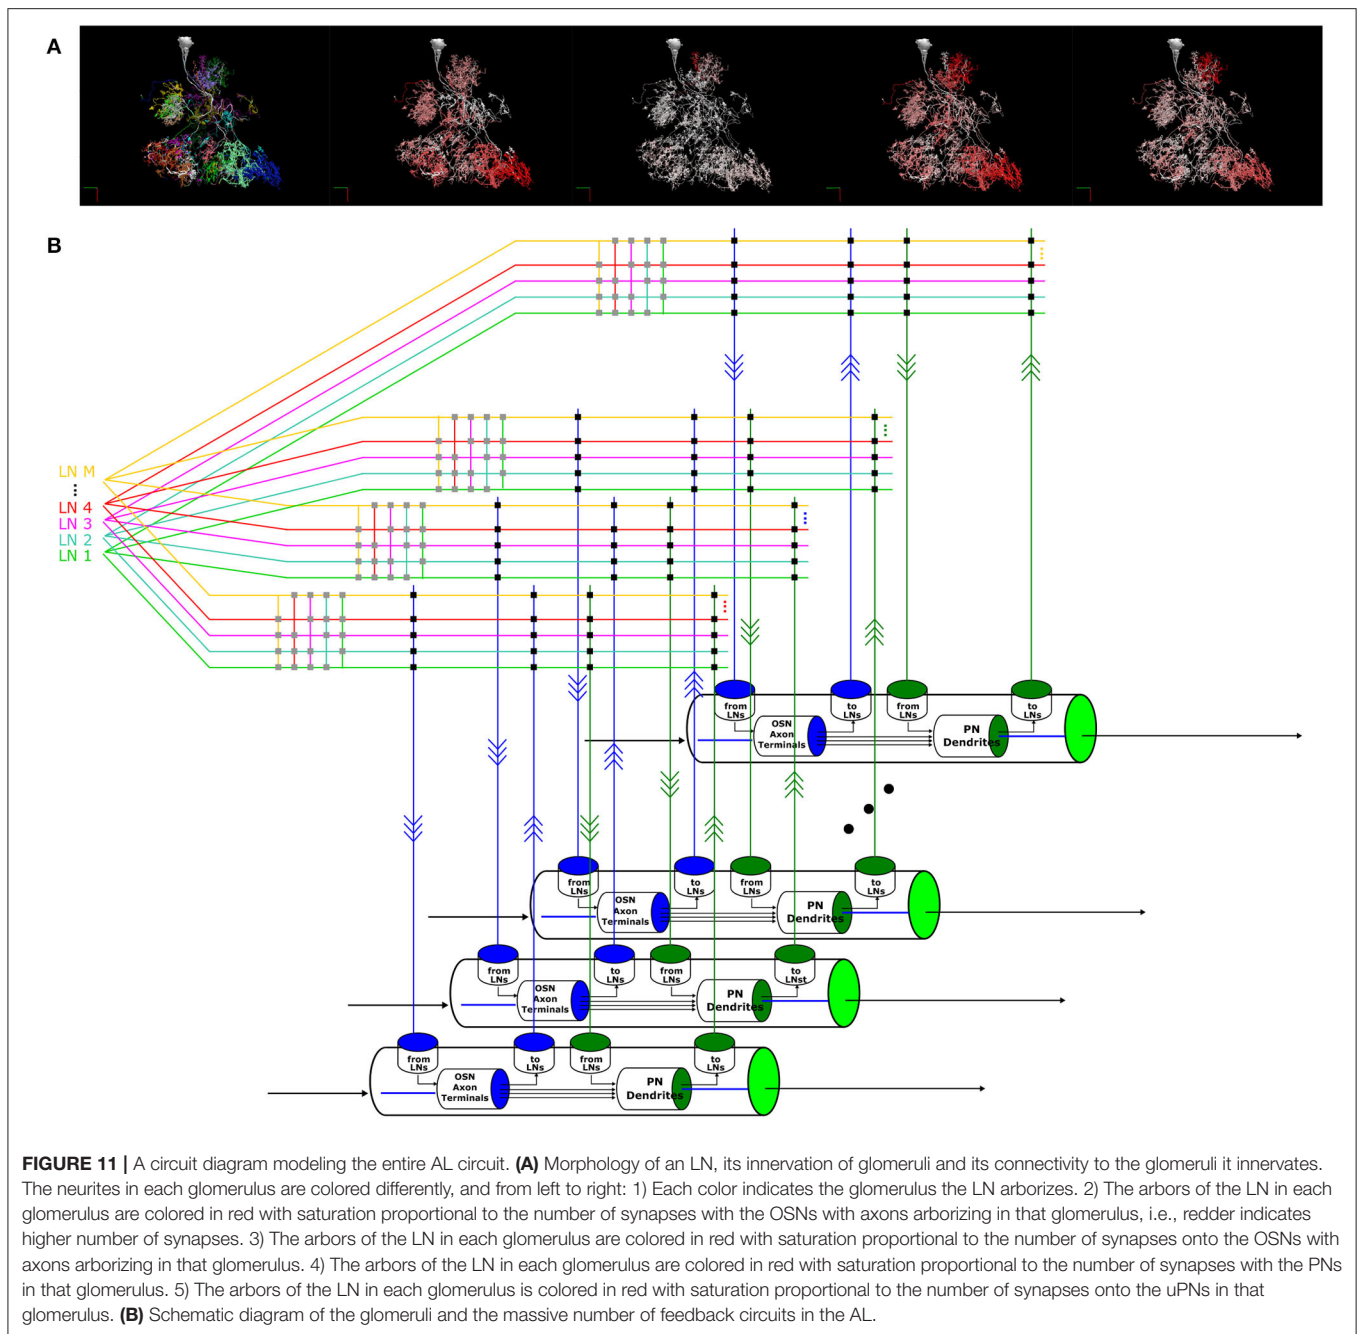 A
B
LN M
LN 4
LN 3
LN 2
LN 1
from
LNs
to
LNs
from
LNs
to
LNs
OSN
Axon
Terminals
PN
Dendrites
from
LNs
to
LNs
from
LNs
to
LNs
OSN
Axon
Terminals
PN
Dendrites
from
LNs
to
LNs
from
LNs
to
LNst
OSN
Axon
Terminals
PN
Dendrites
from
LNs
to
LNs
from
LNs
to
LNs
OSN
Axon
Terminals
PN
Dendrites
FIGURE 11 | A circuit diagram modeling the entire AL circuit. (A) Morphology of an LN, its innervation of glomeruli and its connectivity to the glomeruli it innervates.
The neurites in each glomerulus are colored differently, and from left to right: 1) Each color indicates the glomerulus the LN arborizes. 2) The arbors of the LN in each
glomerulus are colored in red with saturation proportional to the number of synapses with the OSNs with axons arborizing in that glomerulus, i.e., redder indicates
higher number of synapses. 3) The arbors of the LN in each glomerulus are colored in red with saturation proportional to the number of synapses onto the OSNs with
axons arborizing in that glomerulus. 4) The arbors of the LN in each glomerulus are colored in red with saturation proportional to the number of synapses with the PNs
in that glomerulus. 5) The arbors of the LN in each glomerulus is colored in red with saturation proportional to the number of synapses onto the uPNs in that
glomerulus. (B) Schematic diagram of the glomeruli and the massive number of feedback circuits in the AL.